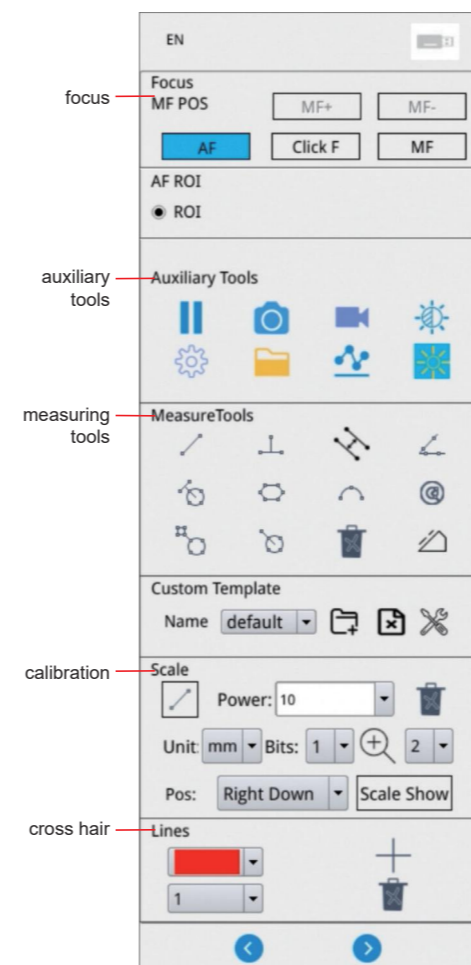 EN
Focus
focus
MF POS
MF+
MF-
AF
Click F
MF
AF ROI
ROI
auxiliary
tools
Auxiliary Tools
measuring
tools
MeasureTools
Custom Template
Name default
calibration
Scale
Power: 10
Unit: mm Bits: 1 2
Pos: Right Down Scale Show
cross hair
Lines
1